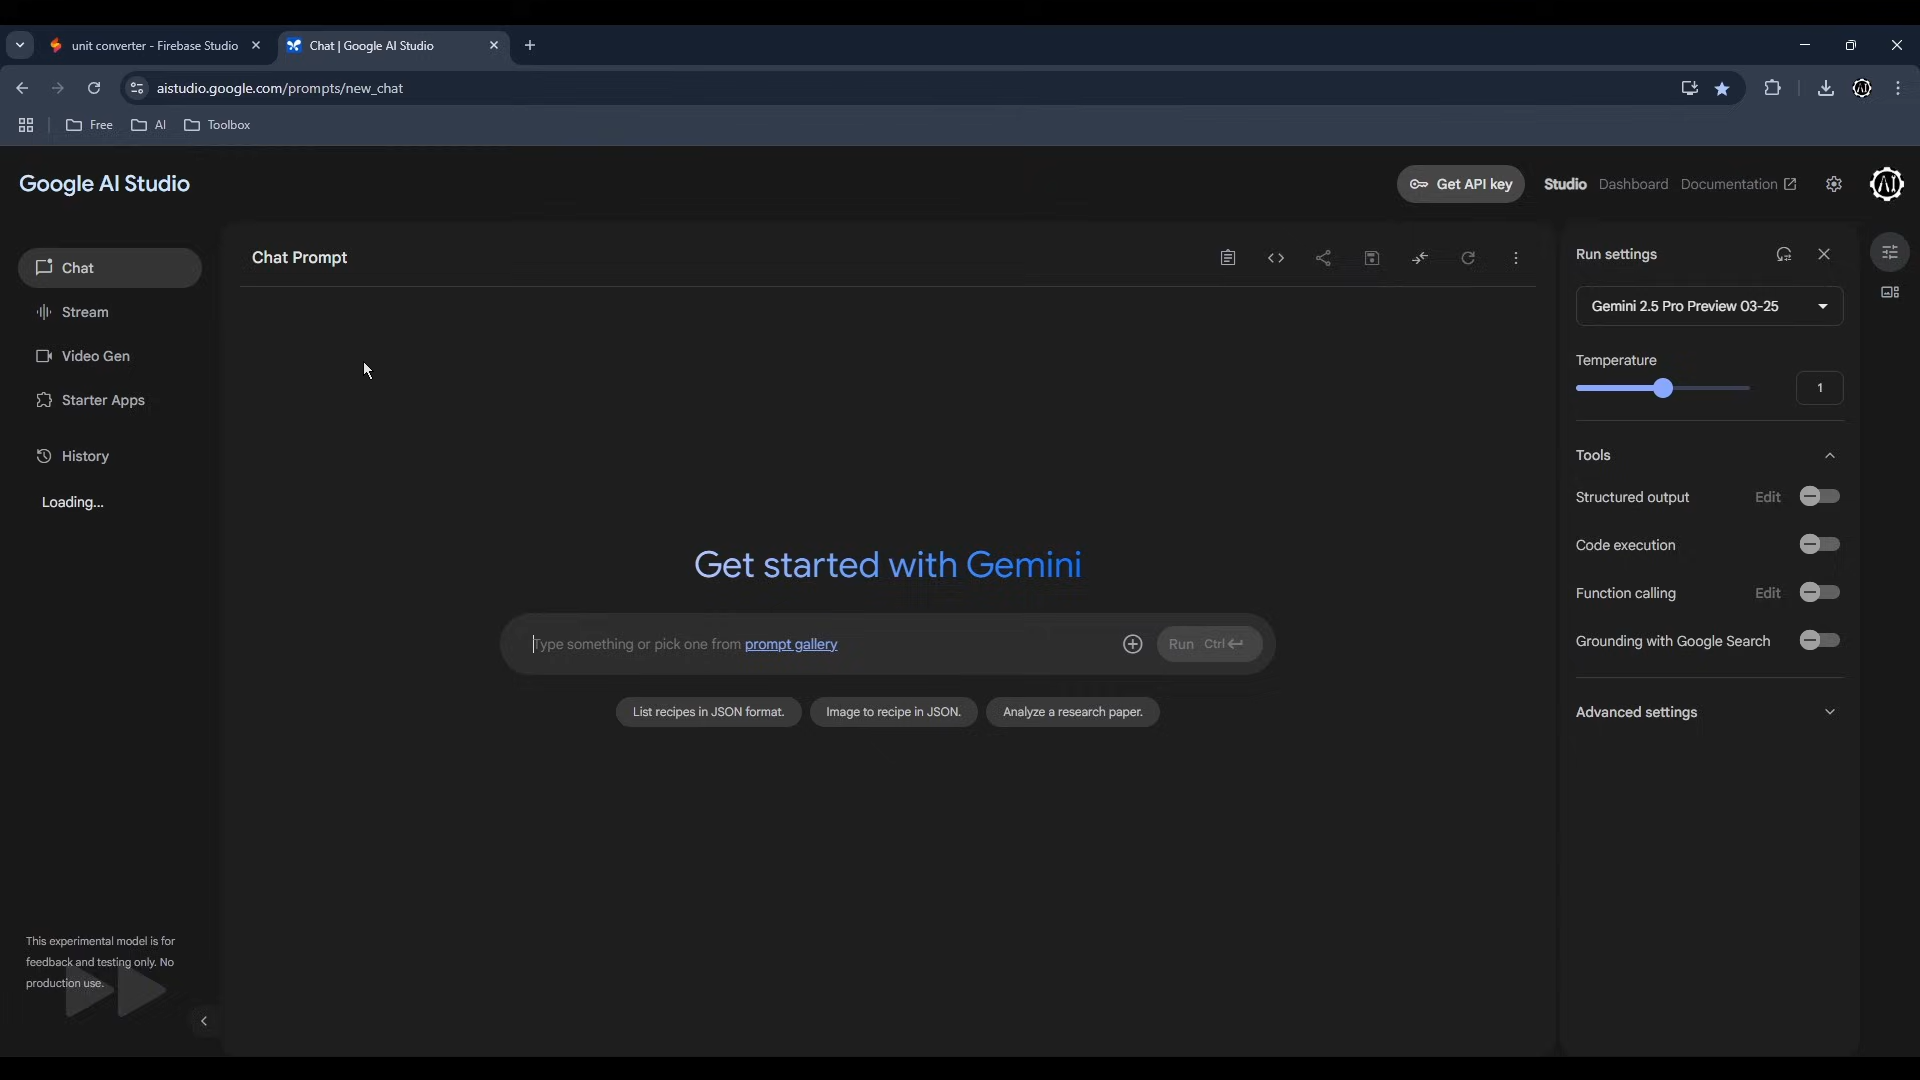 unit converter - Firebase Studio
Chat | Google AI Studio
aistudio.google.com/prompts/new_chat
Free
AI
Toolbox
Google AI Studio
Get API key
Studio
Dashboard
Documentation
Chat
Stream
Video Gen
Starter Apps
History
Loading...
This experimental model is for
feedback and testing only. No
production use.
Chat Prompt
Get started with Gemini
Type something or pick one from prompt gallery
Run Ctrl
List recipes in JSON format.
Image to recipe in JSON.
Analyze a research paper.
Run settings
Gemini 2.5 Pro Preview 03-25
Temperature
1
Tools
Structured output Edit
Code execution
Function calling Edit
Grounding with Google Search
Advanced settings